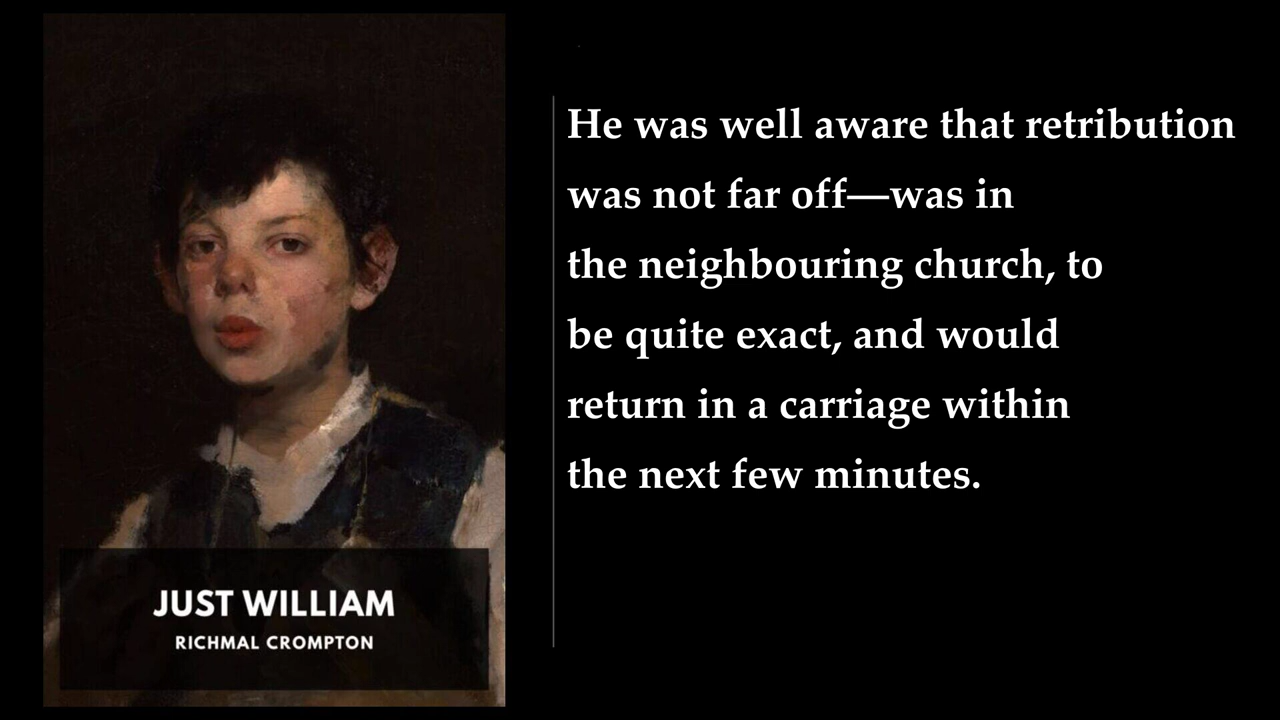 He was well aware that retribution
was not far off—was in
the neighbouring church, to
be quite exact, and would
return in a carriage within
the next few minutes.
JUST WILLIAM
RICHMAL CROMPTON